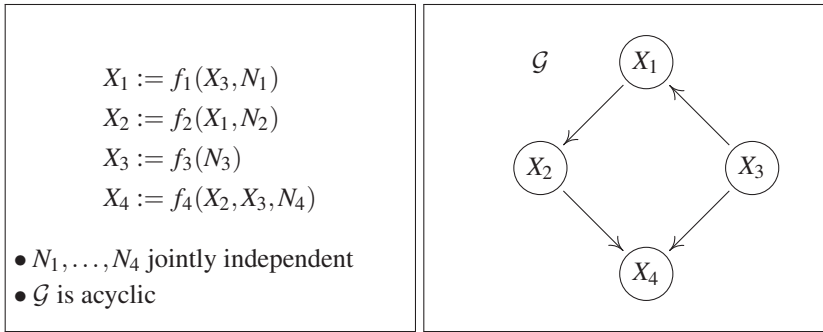 X₁ := f₁(X₃, N₁)
X₂ := f₂(X₁, N₂)
X₃ := f₃(N₃)
X₄ := f₄(X₂, X₃, N₄)
• N₁, . . . , N₄ jointly independent
• 𝒢 is acyclic
𝒢
X₁
X₂
X₃
X₄